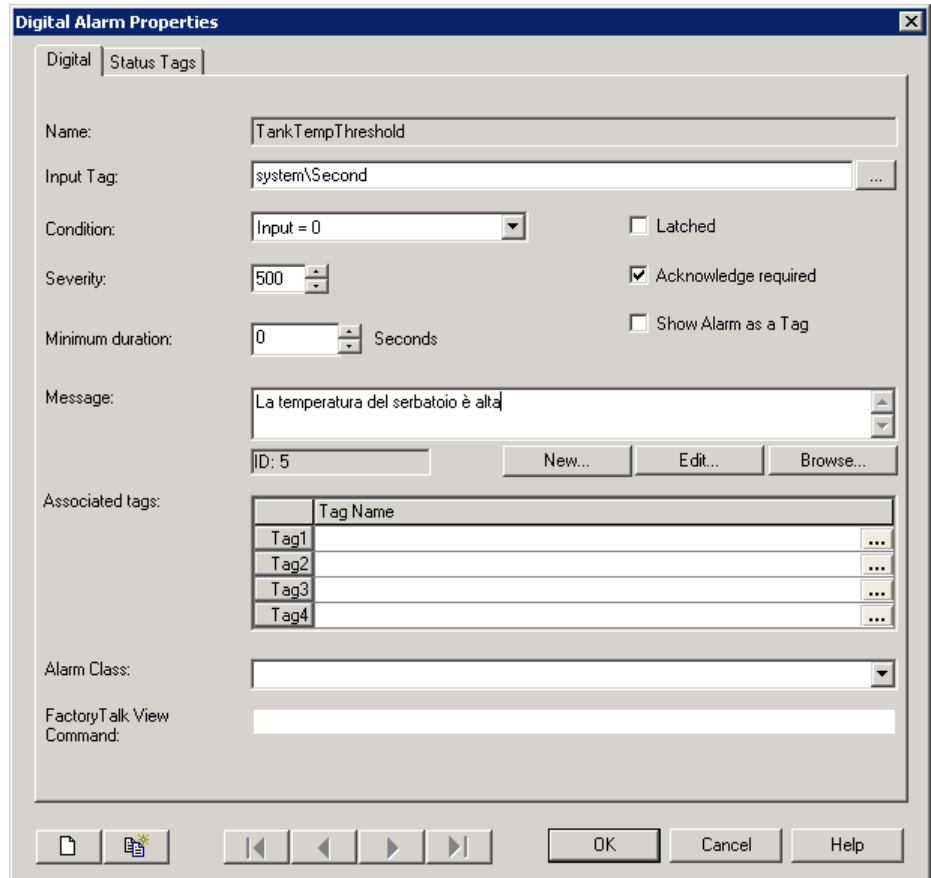 Digital Alarm Properties
Digital Status Tags
Name: TankTempThreshold
Input Tag: system\Second ...
Condition: Input = 0 Latched
Severity: 500 Acknowledge required
Show Alarm as a Tag
Minimum duration: 0 Seconds
Message: La temperatura del serbatoio è alta
ID: 5 New... Edit... Browse...
Associated tags: Tag Name
Tag1 ...
Tag2 ...
Tag3 ...
Tag4 ...
Alarm Class:
FactoryTalk View
Command:
OK Cancel Help